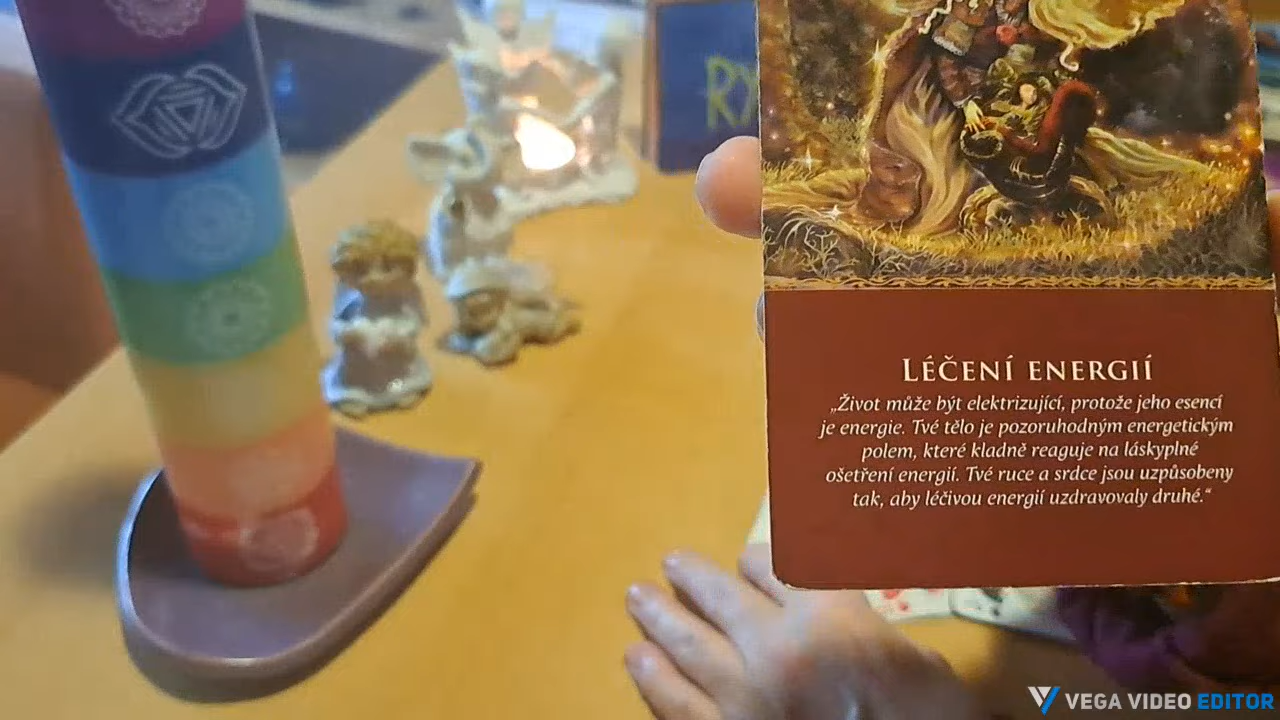 RY
LÉČENÍ ENERGIÍ
„Život může být elektrizující, protože jeho esencí
je energie. Tvé tělo je pozoruhodným energetickým
polem, které kladně reaguje na láskyplné
ošetření energií. Tvé ruce a srdce jsou uzpůsobeny
tak, aby léčivou energií uzdravovaly druhé.“
VEGA VIDEO EDITOR